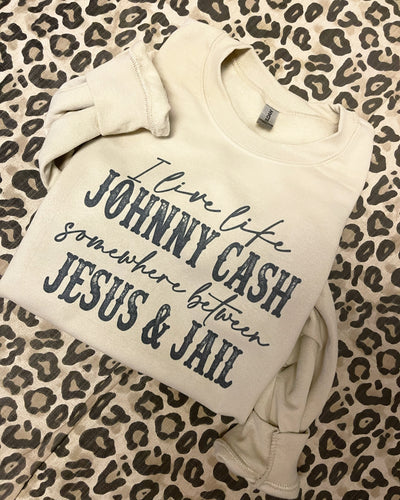 I live like
JOHNNY CASH
somewhere between
JESUS & JAIL